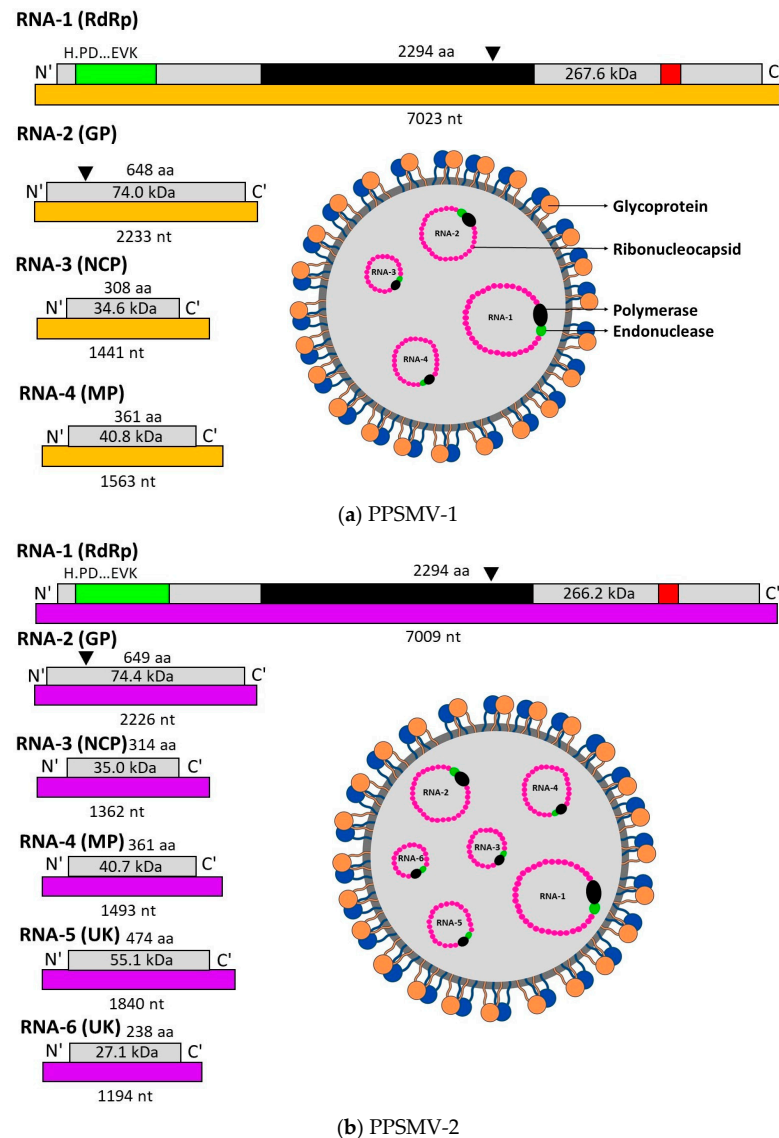 RNA-1 (RdRp)
H.PD...EVK
2294 aa
N'
267.6 kDa
C'
7023 nt
RNA-2 (GP)
648 aa
N'
74.0 kDa
C'
2233 nt
RNA-3 (NCP)
308 aa
N'
34.6 kDa
C'
1441 nt
RNA-4 (MP)
361 aa
N'
40.8 kDa
C'
1563 nt
RNA-2
RNA-3
RNA-1
RNA-4
Glycoprotein
Ribonucleocapsid
Polymerase
Endonuclease
(a) PPSMV-1
RNA-1 (RdRp)
H.PD...EVK
2294 aa
N'
266.2 kDa
C'
7009 nt
RNA-2 (GP)
649 aa
N'
74.4 kDa
C'
2226 nt
RNA-3 (NCP) 314 aa
N'
35.0 kDa
C'
1362 nt
RNA-4 (MP)
361 aa
N'
40.7 kDa
C'
1493 nt
RNA-5 (UK) 474 aa
N'
55.1 kDa
C'
1840 nt
RNA-6 (UK) 238 aa
N'
27.1 kDa
C'
1194 nt
RNA-2
RNA-4
RNA-3
RNA-6
RNA-1
RNA-5
(b) PPSMV-2